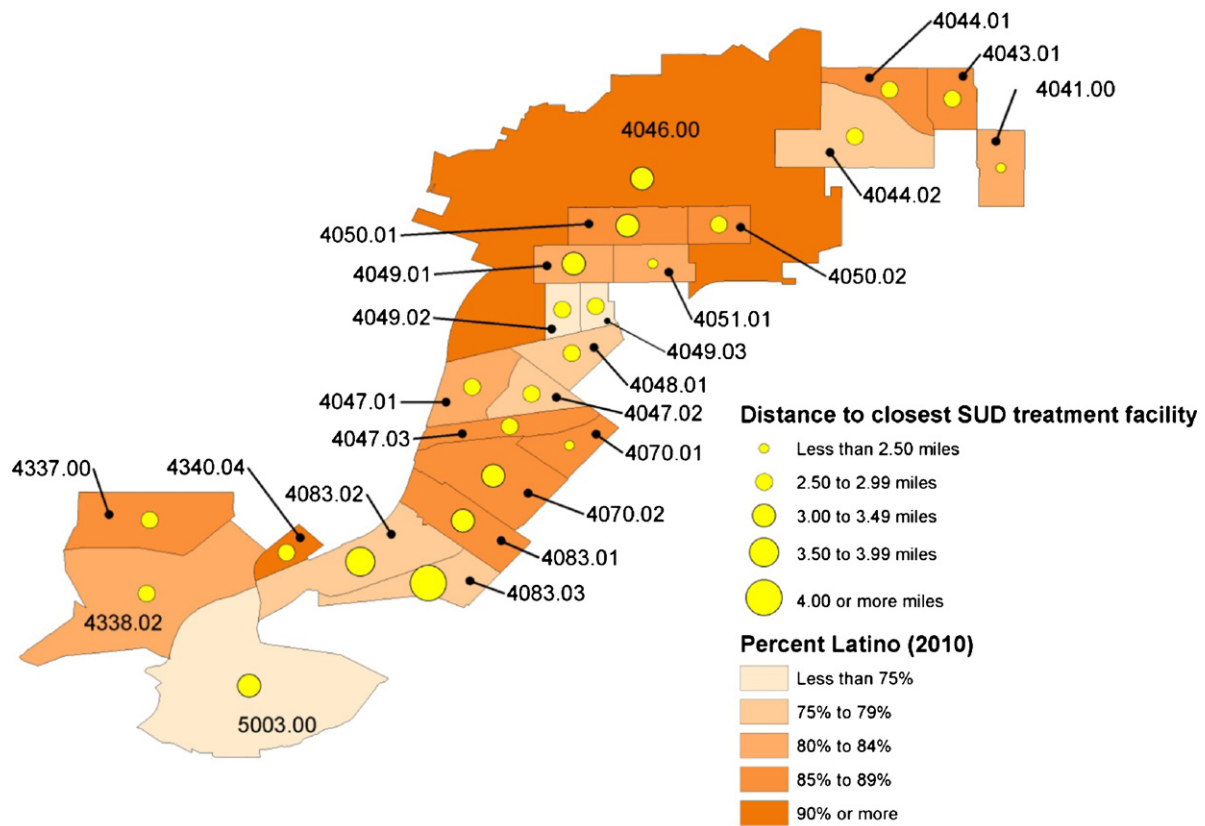 4044.01
4043.01
4041.00
4046.00
4044.02
4050.01
4050.02
4049.01
4051.01
4049.02
4049.03
4048.01
4047.01
4047.02
4047.03
4070.01
4337.00
4340.04
4083.02
4070.02
4083.01
4083.03
4338.02
5003.00
Distance to closest SUD treatment facility
Less than 2.50 miles
2.50 to 2.99 miles
3.00 to 3.49 miles
3.50 to 3.99 miles
4.00 or more miles
Percent Latino (2010)
Less than 75%
75% to 79%
80% to 84%
85% to 89%
90% or more